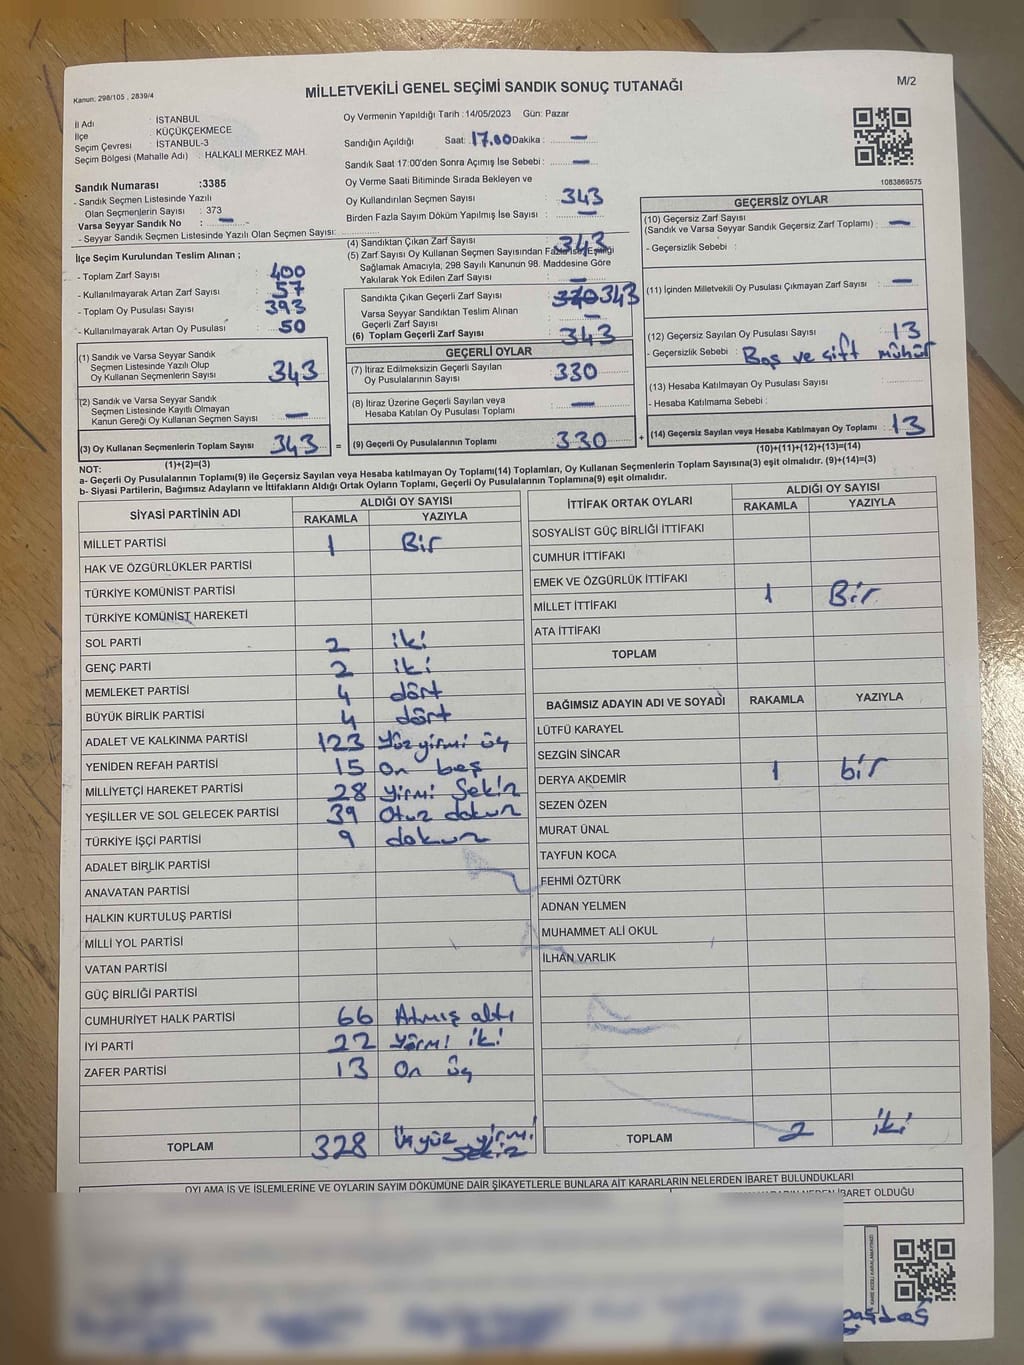 Kanun: 298/105 , 2839/4
MİLLETVEKİLİ GENEL SEÇİMİ SANDIK SONUÇ TUTANAĞI
M/2
İl Adı : İSTANBUL
İlçe : KÜÇÜKÇEKMECE
Seçim Çevresi : İSTANBUL-3
Seçim Bölgesi (Mahalle Adı) : HALKALI MERKEZ MAH.
Sandık Numarası :3385
- Sandık Seçmen Listesinde Yazılı
Olan Seçmenlerin Sayısı : 373
Varsa Seyyar Sandık No : —
- Seyyar Sandık Seçmen Listesinde Yazılı Olan Seçmen Sayısı:
İlçe Seçim Kurulundan Teslim Alınan ;
- Toplam Zarf Sayısı : 400
- Kullanılmayarak Artan Zarf Sayısı : 57
- Toplam Oy Pusulası Sayısı : 393
- Kullanılmayarak Artan Oy Pusulası : 50
(1) Sandık ve Varsa Seyyar Sandık
Seçmen Listesinde Yazılı Olup
Oy Kullanan Seçmenlerin Sayısı 343
(2) Sandık ve Varsa Seyyar Sandık
Seçmen Listesinde Kayıtlı Olmayan
Kanun Gereği Oy Kullanan Seçmen Sayısı —
(3) Oy Kullanan Seçmenlerin Toplam Sayısı 343 =
(1)+(2)=(3)
Oy Vermenin Yapıldığı Tarih :14/05/2023 Gün: Pazar
Sandığın Açıldığı Saat: 17.00 Dakika : —
Sandık Saat 17:00'den Sonra Açımış İse Sebebi : —
Oy Verme Saati Bitiminde Sırada Bekleyen ve
Oy Kullandırılan Seçmen Sayısı : 343
Birden Fazla Sayım Döküm Yapılmış İse Sayısı : —
(4) Sandıktan Çıkan Zarf Sayısı : 343
(5) Zarf Sayısı Oy Kullanan Seçmen Sayısından Fazla İse, Eşitliği
Sağlamak Amacıyla, 298 Sayılı Kanunun 98. Maddesine Göre
Yakılarak Yok Edilen Zarf Sayısı : —
Sandıkta Çıkan Geçerli Zarf Sayısı : 330 343
Varsa Seyyar Sandıktan Teslim Alınan
Geçerli Zarf Sayısı : —
(6) Toplam Geçerli Zarf Sayısı : 343
GEÇERLİ OYLAR
(7) İtiraz Edilmeksizin Geçerli Sayılan
Oy Pusulalarının Sayısı : 330
(8) İtiraz Üzerine Geçerli Sayılan veya
Hesaba Katılan Oy Pusulası Toplamı : —
(9) Geçerli Oy Pusulalarının Toplamı : 330 +
1083869575
GEÇERSİZ OYLAR
(10) Geçersiz Zarf Sayısı
(Sandık ve Varsa Seyyar Sandık Geçersiz Zarf Toplamı) : —
- Geçersizlik Sebebi :
(11) İçinden Milletvekili Oy Pusulası Çıkmayan Zarf Sayısı : —
(12) Geçersiz Sayılan Oy Pusulası Sayısı : 13
- Geçersizlik Sebebi : Boş ve çift mühür
(13) Hesaba Katılmayan Oy Pusulası Sayısı :
- Hesaba Katılmama Sebebi :
(14) Geçersiz Sayılan veya Hesaba Katılmayan Oy Toplamı : 13
(10)+(11)+(12)+(13)=(14)
NOT:
a- Geçerli Oy Pusulalarının Toplamı(9) ile Geçersiz Sayılan veya Hesaba katılmayan Oy Toplamı(14) Toplamları, Oy Kullanan Seçmenlerin Toplam Sayısına(3) eşit olmalıdır. (9)+(14)=(3)
b- Siyasi Partilerin, Bağımsız Adayların ve İttifakların Aldığı Ortak Oyların Toplamı, Geçerli Oy Pusulalarının Toplamına(9) eşit olmalıdır.
SİYASİ PARTİNİN ADI ALDIĞI OY SAYISI
RAKAMLA YAZIYLA
MİLLET PARTİSİ 1 Bir
HAK VE ÖZGÜRLÜKLER PARTİSİ
TÜRKİYE KOMÜNİST PARTİSİ
TÜRKİYE KOMÜNİST HAREKETİ
SOL PARTİ 2 iki
GENÇ PARTİ 2 iki
MEMLEKET PARTİSİ 4 dört
BÜYÜK BİRLİK PARTİSİ 4 dört
ADALET VE KALKINMA PARTİSİ 123 Yüz yirmi üç
YENİDEN REFAH PARTİSİ 15 on beş
MİLLİYETÇİ HAREKET PARTİSİ 28 yirmi Sekiz
YEŞİLLER VE SOL GELECEK PARTİSİ 39 Otuz dokuz
TÜRKİYE İŞÇİ PARTİSİ 9 dokuz
ADALET BİRLİK PARTİSİ
ANAVATAN PARTİSİ
HALKIN KURTULUŞ PARTİSİ
MİLLİ YOL PARTİSİ
VATAN PARTİSİ
GÜÇ BİRLİĞİ PARTİSİ
CUMHURİYET HALK PARTİSİ 66 Atmış altı
İYİ PARTİ 22 Yirmi iki
ZAFER PARTİSİ 13 On üç
TOPLAM 328 Üçyüz yirmi sekiz
İTTİFAK ORTAK OYLARI ALDIĞI OY SAYISI
RAKAMLA YAZIYLA
SOSYALİST GÜÇ BİRLİĞİ İTTİFAKI
CUMHUR İTTİFAKI
EMEK VE ÖZGÜRLÜK İTTİFAKI
MİLLET İTTİFAKI 1 Bir
ATA İTTİFAKI
TOPLAM
BAĞIMSIZ ADAYIN ADI VE SOYADI RAKAMLA YAZIYLA
LÜTFÜ KARAYEL
SEZGİN SİNCAR
DERYA AKDEMİR 1 bir
SEZEN ÖZEN
MURAT ÜNAL
TAYFUN KOCA
FEHMİ ÖZTÜRK
ADNAN YELMEN
MUHAMMET ALİ OKUL
İLHAN VARLIK
TOPLAM 2 iki
OYLAMA İŞ VE İŞLEMLERİNE VE OYLARIN SAYIM DÖKÜMÜNE DAİR ŞİKAYETLERLE BUNLARA AİT KARARLARIN NELERDEN İBARET BULUNDUKLARI
İBARET OLDUĞU